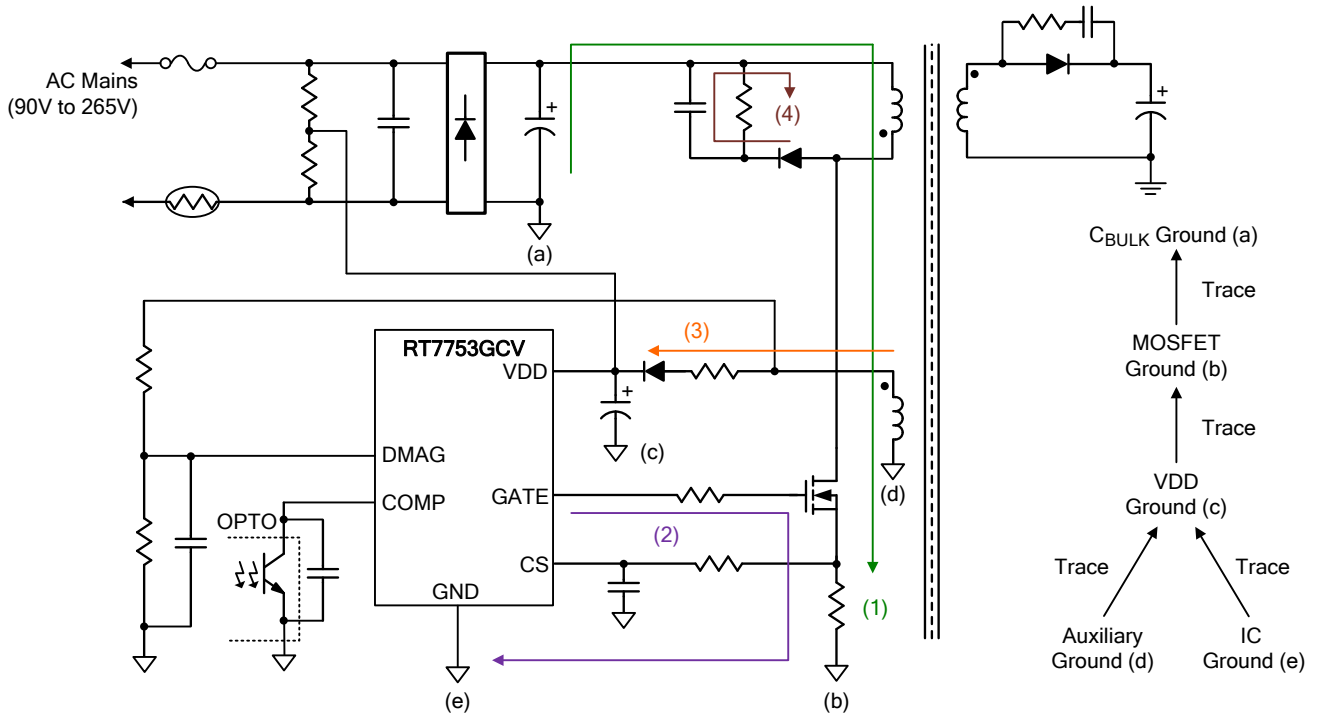 AC Mains
(90V to 265V)
+
(4)
+
(a)
CBULK Ground (a)
Trace
MOSFET
Ground (b)
Trace
VDD
Ground (c)
Trace
Trace
Auxiliary
Ground (d)
IC
Ground (e)
RT7753GCV
VDD
(3)
+
(c)
DMAG
COMP
GATE
(d)
OPTO
(2)
CS
GND
(1)
(e)
(b)